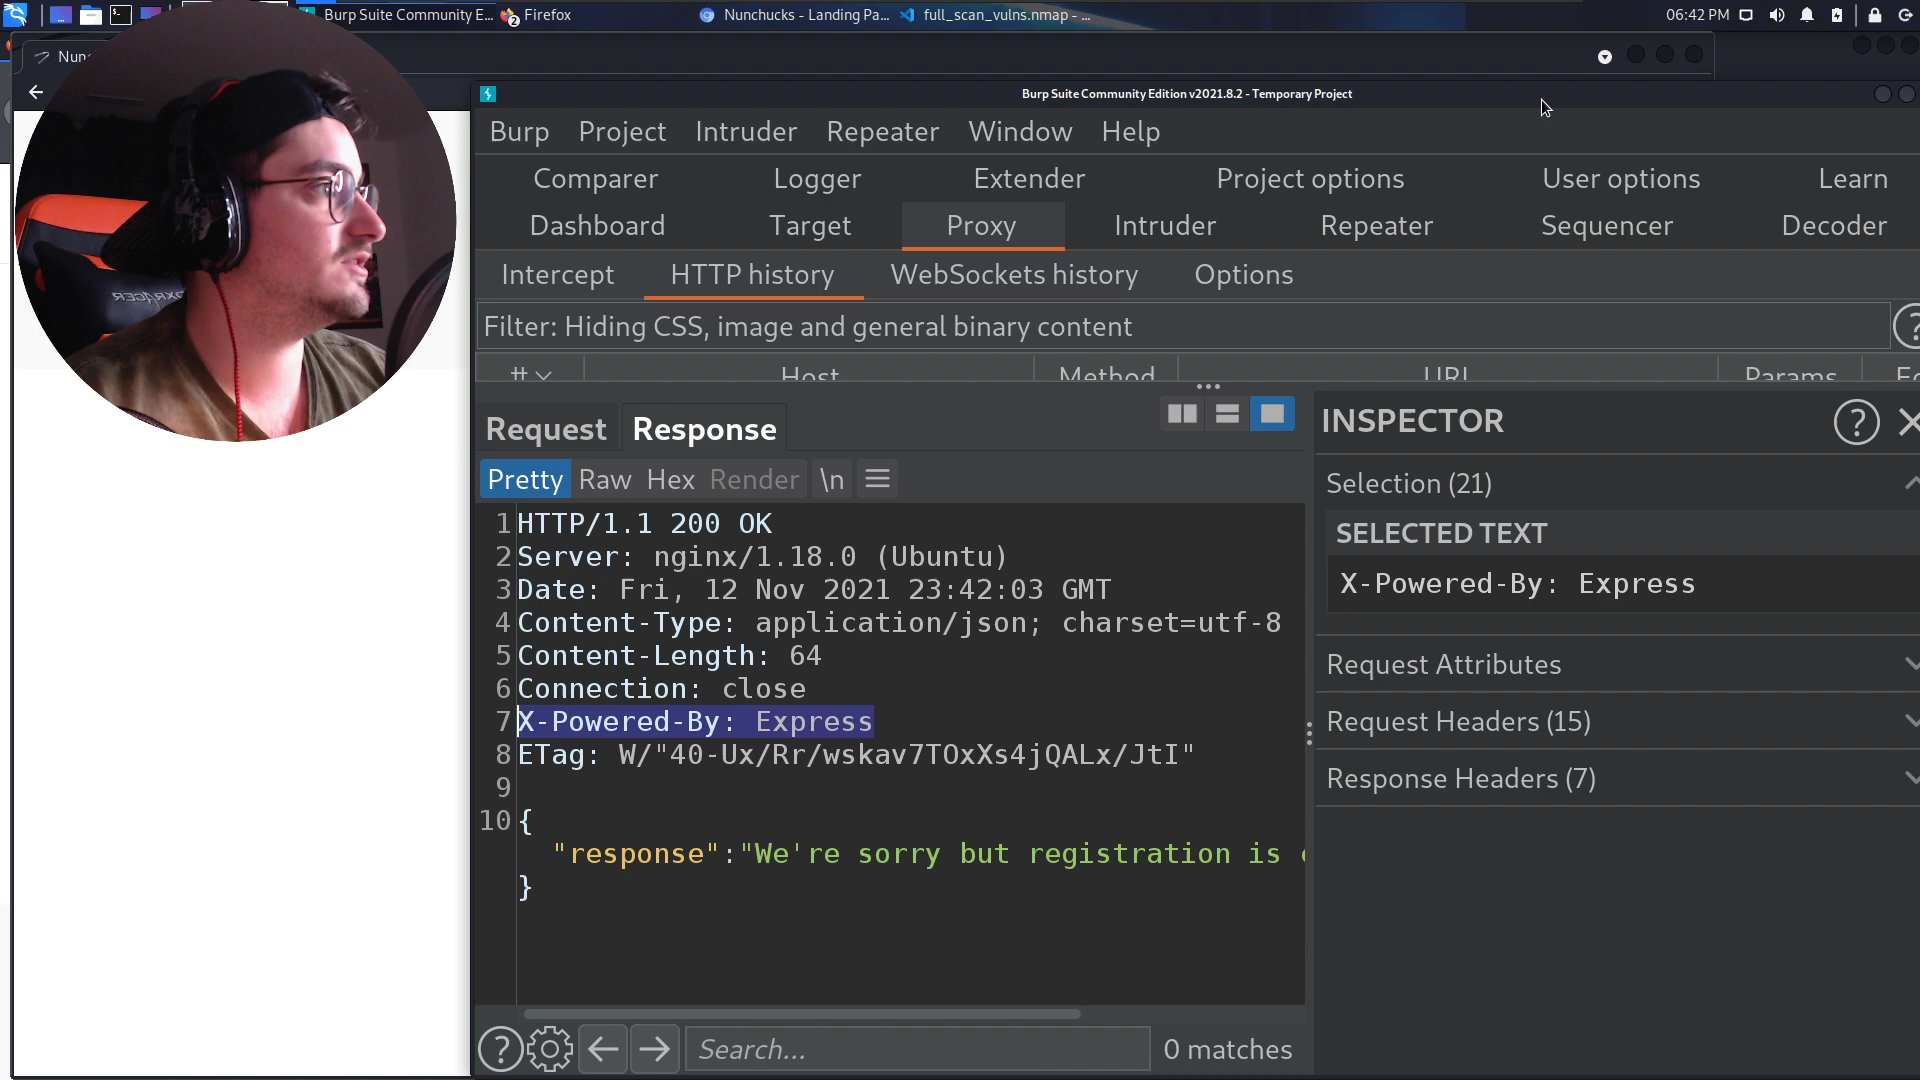 Burp Suite Community E...
2
Firefox
Nunchucks - Landing Pa...
full_scan_vulns.nmap - ...
06:42 PM
Nunc
Burp Suite Community Edition v2021.8.2 - Temporary Project
Burp Project Intruder Repeater Window Help
Comparer Logger Extender Project options User options Learn
Dashboard Target Proxy Intruder Repeater Sequencer Decoder
Intercept HTTP history WebSockets history Options
Filter: Hiding CSS, image and general binary content
# Host Method URL Params
Request Response
INSPECTOR
Pretty Raw Hex Render \n
Selection (21)
SELECTED TEXT
X-Powered-By: Express
Request Attributes
Request Headers (15)
Response Headers (7)
1 HTTP/1.1 200 OK
2 Server: nginx/1.18.0 (Ubuntu)
3 Date: Fri, 12 Nov 2021 23:42:03 GMT
4 Content-Type: application/json; charset=utf-8
5 Content-Length: 64
6 Connection: close
7 X-Powered-By: Express
8 ETag: W/"40-Ux/Rr/wskav7TOxXs4jQALx/JtI"
9
10 {
"response":"We're sorry but registration is
}
Search...
0 matches